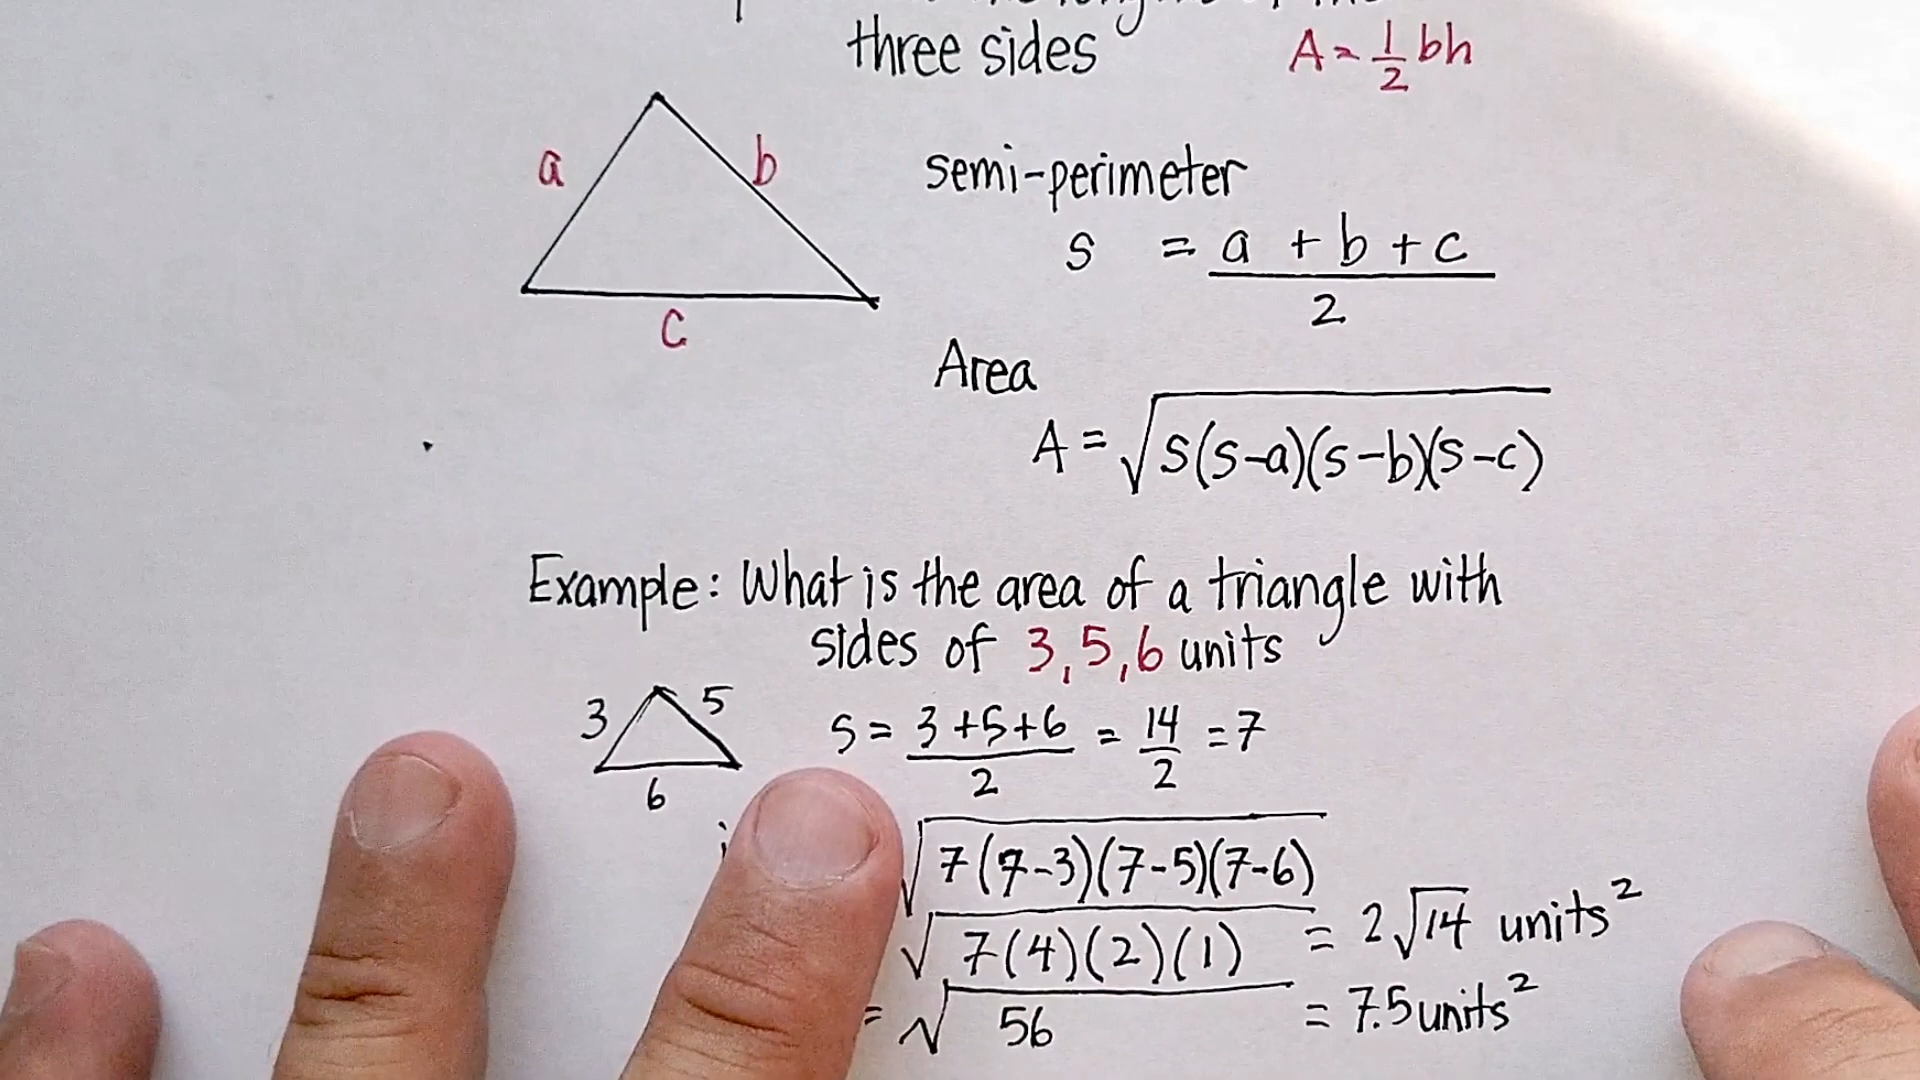 three sides
A = 1/2 bh
a
b
c
semi-perimeter
s = a + b + c / 2
Area
A = √s(s-a)(s-b)(s-c)
Example: What is the area of a triangle with
sides of 3,5,6 units
3
5
6
s = 3+5+6 / 2 = 14/2 = 7
√7(7-3)(7-5)(7-6)
√7(4)(2)(1) = 2√14 units²
= √56 = 7.5 units²